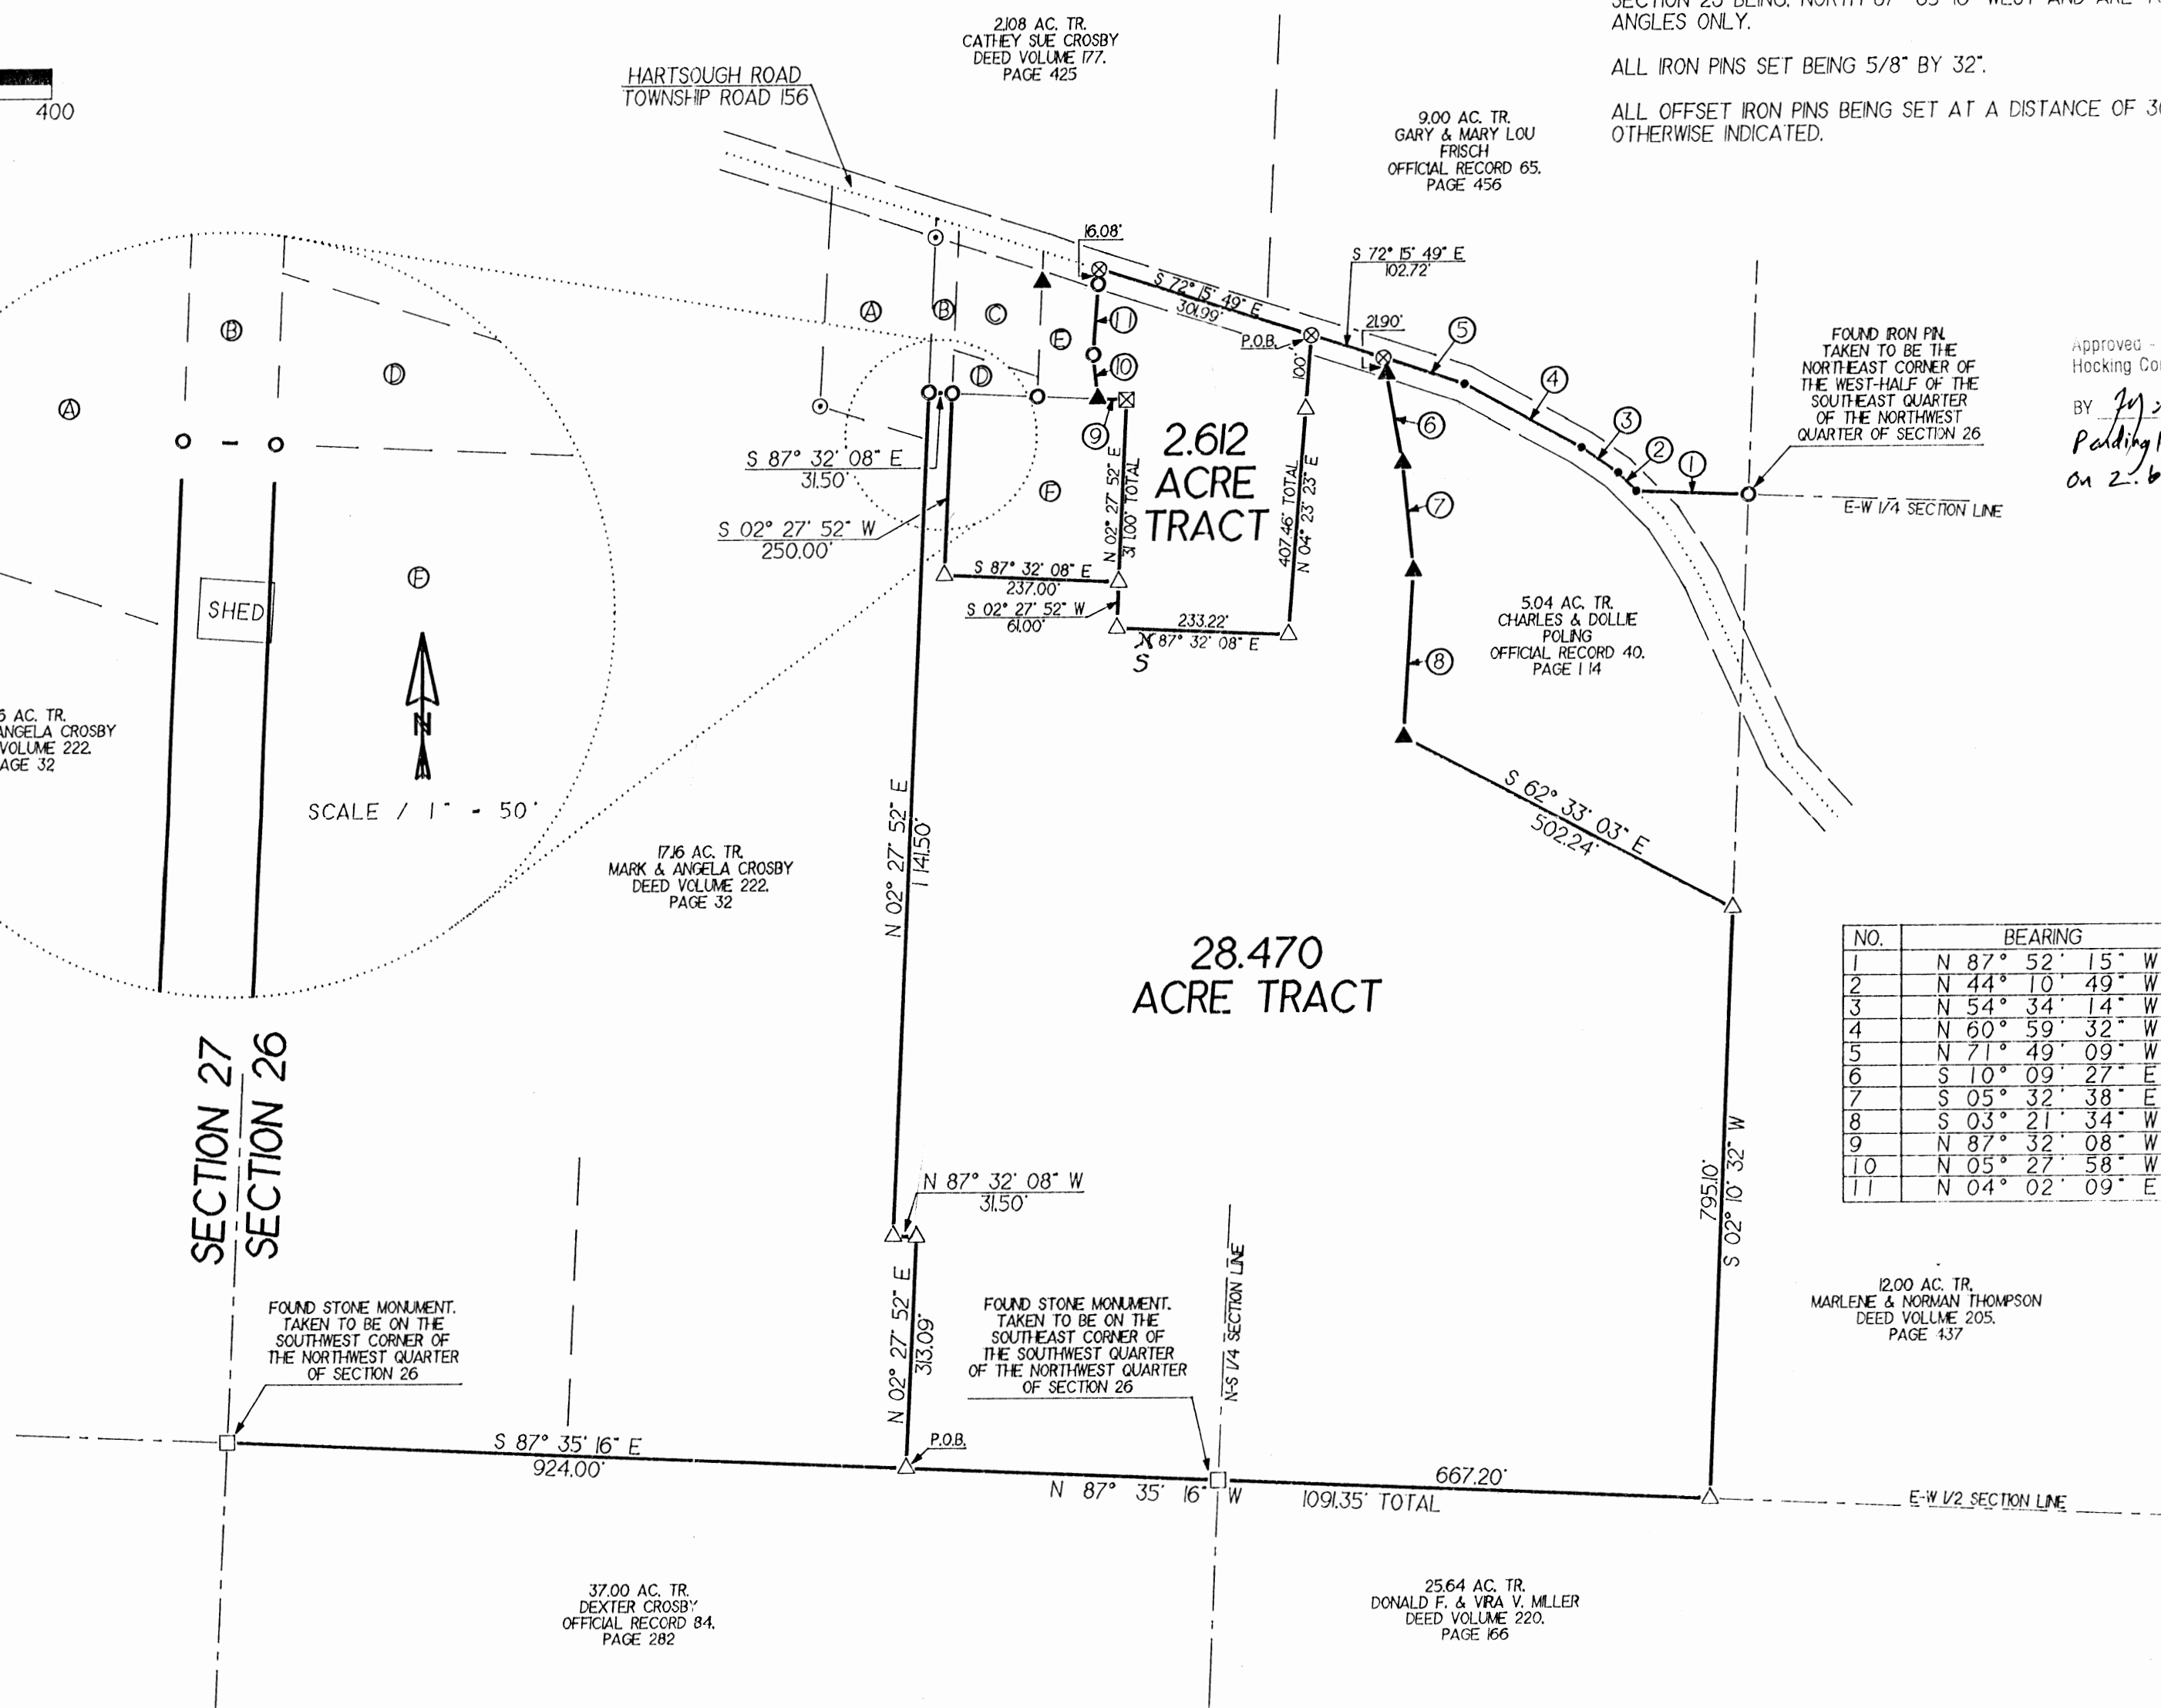 400
HARTSOUGH ROAD
TOWNSHIP ROAD 156
2.108 AC. TR.
CATHEY SUE CROSBY
DEED VOLUME 177.
PAGE 425
9.00 AC. TR.
GARY & MARY LOU
FRISCH
OFFICIAL RECORD 65.
PAGE 456
ANGLES ONLY.
ALL IRON PINS SET BEING 5/8" BY 32".
ALL OFFSET IRON PINS BEING SET AT A DISTANCE OF
OTHERWISE INDICATED.
16.08'
S 72° 15' 49" E
301.99'
S 72° 15' 49" E
102.72'
21.90'
P.O.B.
100'
5
4
3
2
1
6
7
8
9
10
11
A
B
C
D
E
F
FOUND IRON PIN.
TAKEN TO BE THE
NORTHEAST CORNER OF
THE WEST-HALF OF THE
SOUTHEAST QUARTER
OF THE NORTHWEST
QUARTER OF SECTION 26
Approved -
Hocking
BY
on
E-W 1/4 SECTION LINE
A
B
D
F
SHED
SCALE / 1" - 50'
S 87° 32' 08" E
31.50'
S 02° 27' 52" W
250.00'
S 87° 32' 08" E
237.00'
S 02° 27' 52" W
61.00'
N 02° 27' 52" E
311.00' TOTAL
2.612
ACRE
TRACT
407.46' TOTAL
N 04° 23' 23" E
233.22'
N 87° 32' 08" E
S
5.04 AC. TR.
CHARLES & DOLLIE
POLING
OFFICIAL RECORD 40.
PAGE 114
S 62° 33' 03" E
502.24'
AC. TR.
ANGELA CROSBY
VOLUME 222.
PAGE 32
17.16 AC. TR.
MARK & ANGELA CROSBY
DEED VOLUME 222.
PAGE 32
N 02° 27' 52" E
1141.50'
28.470
ACRE TRACT
NO. BEARING
1 N 87° 52' 15" W
2 N 44° 10' 49" W
3 N 54° 34' 14" W
4 N 60° 59' 32" W
5 N 71° 49' 09" W
6 S 10° 09' 27" E
7 S 05° 32' 38" E
8 S 03° 21' 34" W
9 N 87° 32' 08" W
10 N 05° 27' 58" W
11 N 04° 02' 09" E
SECTION 27
SECTION 26
N 87° 32' 08" W
31.50'
N 02° 27' 52" E
313.09'
795.10'
S 02° 10' 32" W
N-S 1/4 SECTION LINE
FOUND STONE MONUMENT.
TAKEN TO BE ON THE
SOUTHWEST CORNER OF
THE NORTHWEST QUARTER
OF SECTION 26
FOUND STONE MONUMENT.
TAKEN TO BE ON THE
SOUTHEAST CORNER OF
THE SOUTHWEST QUARTER
OF THE NORTHWEST QUARTER
OF SECTION 26
12.00 AC. TR.
MARLENE & NORMAN THOMPSON
DEED VOLUME 205.
PAGE 437
S 87° 35' 16" E
924.00'
P.O.B.
N 87° 35' 16" W
667.20'
1091.35' TOTAL
E-W 1/2 SECTION LINE
37.00 AC. TR.
DEXTER CROSBY
OFFICIAL RECORD 84.
PAGE 282
25.64 AC. TR.
DONALD F. & VIRA V. MILLER
DEED VOLUME 220.
PAGE 166
N